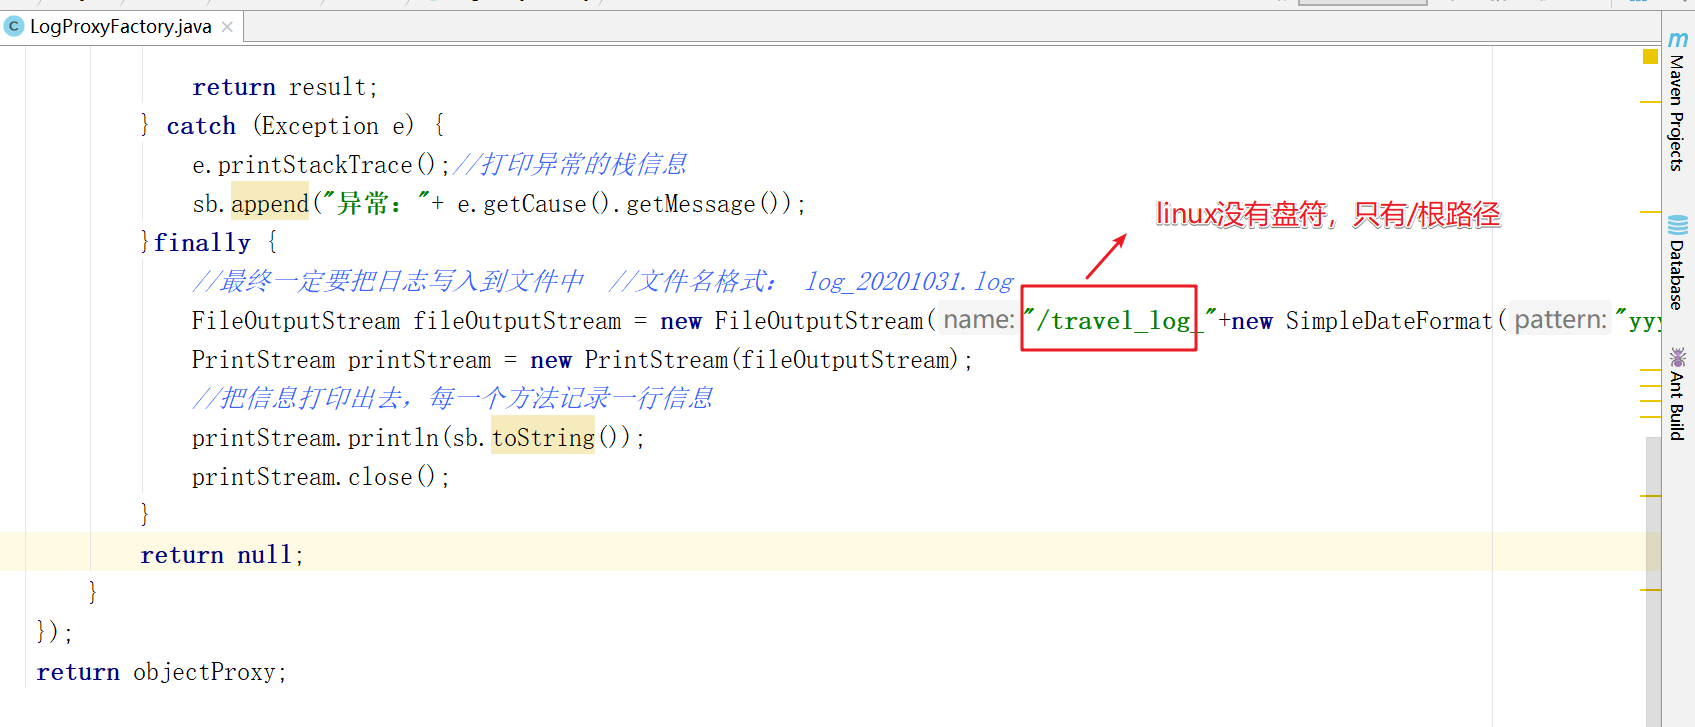 LogProxyFactory.java
return result;
} catch (Exception e) {
e.printStackTrace();//打印异常的栈信息
sb.append("异常："+ e.getCause().getMessage());
}finally {
linux没有盘符，只有/根路径
//最终一定要把日志写入到文件中 //文件名格式： log_20201031.log
FileOutputStream fileOutputStream = new FileOutputStream( name: "/travel_log_"+new SimpleDateFormat( pattern: "yyy
PrintStream printStream = new PrintStream(fileOutputStream);
//把信息打印出去，每一个方法记录一行信息
printStream.println(sb.toString());
printStream.close();
}
return null;
}
});
return objectProxy;
Maven Projects
Database
Ant Build